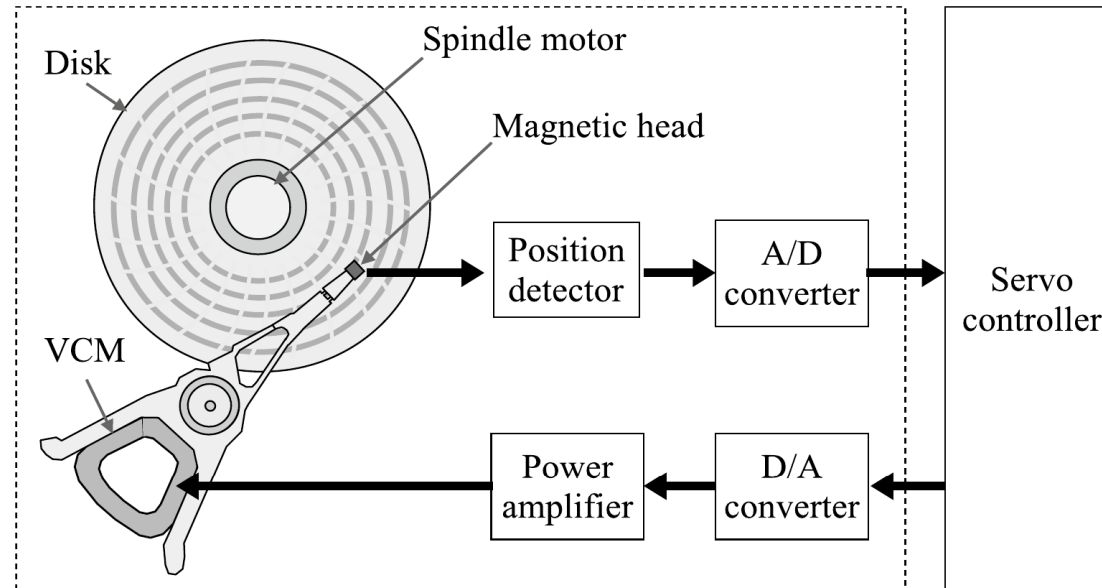 Spindle motor
Disk
Magnetic head
Position
detector
A/D
converter
Servo
controller
VCM
Power
amplifier
D/A
converter